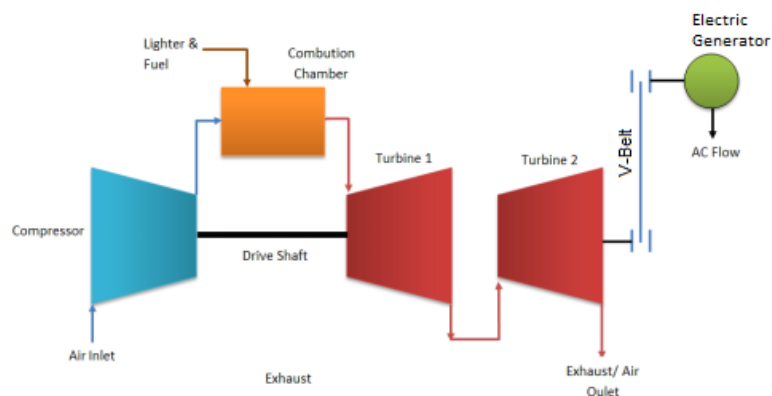 Electric
Generator
Lighter &
Fuel
Combution
Chamber
Turbine 1
Turbine 2
V-Belt
AC Flow
Compressor
Drive Shaft
Air Inlet
Exhaust
Exhaust/ Air
Oulet